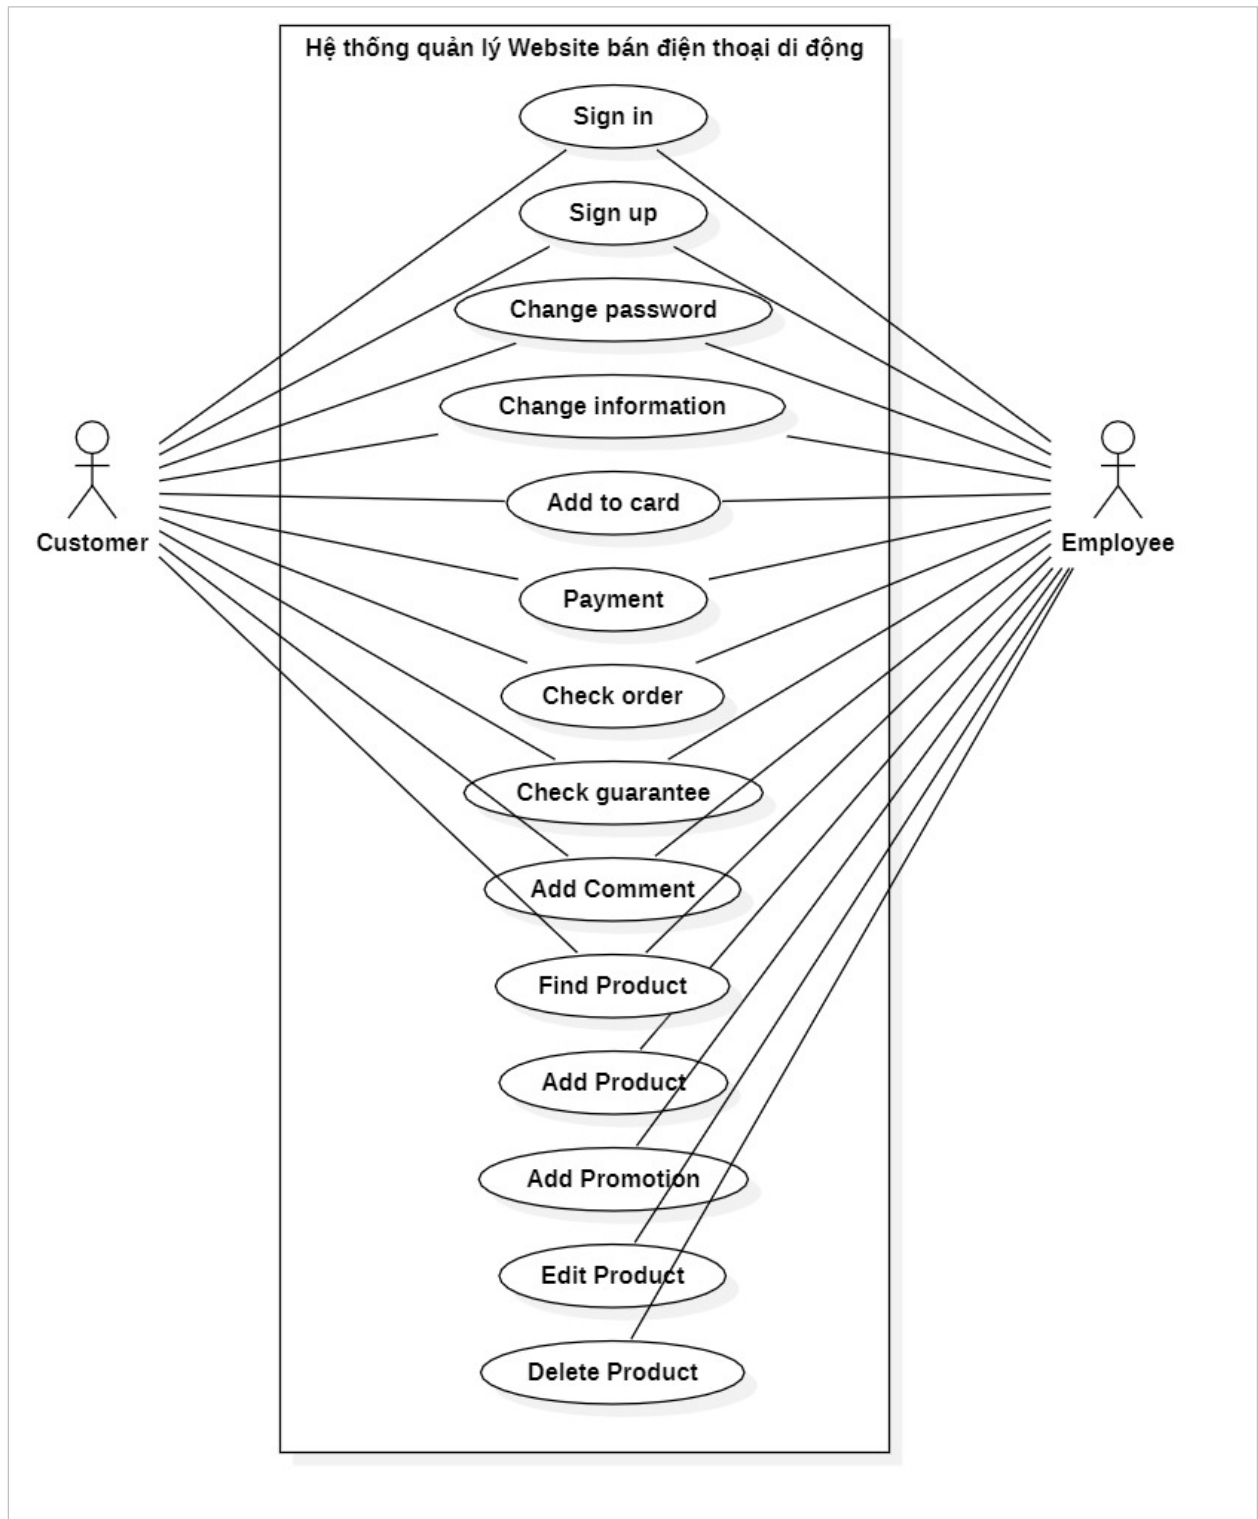 Hệ thống quản lý Website bán điện thoại di động
Sign in
Sign up
Change password
Change information
Add to card
Customer
Employee
Payment
Check order
Check guarantee
Add Comment
Find Product
Add Product
Add Promotion
Edit Product
Delete Product